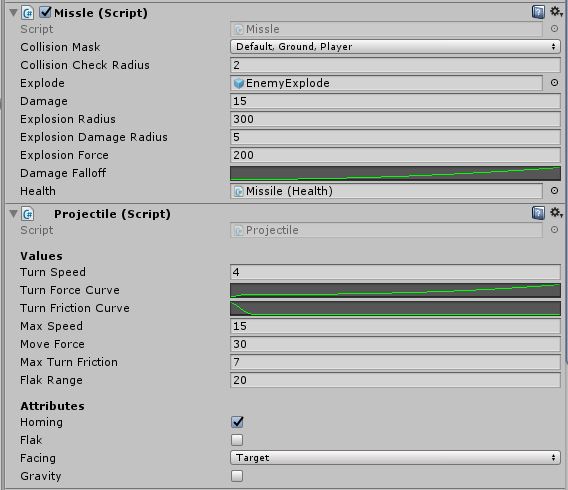 Missle (Script)
Script Missle
Collision Mask Default, Ground, Player
Collision Check Radius 2
Explode EnemyExplode
Damage 15
Explosion Radius 300
Explosion Damage Radius 5
Explosion Force 200
Damage Falloff
Health Missile (Health)
Projectile (Script)
Script Projectile
Values
Turn Speed 4
Turn Force Curve
Turn Friction Curve
Max Speed 15
Move Force 30
Max Turn Friction 7
Flak Range 20
Attributes
Homing
Flak
Facing Target
Gravity